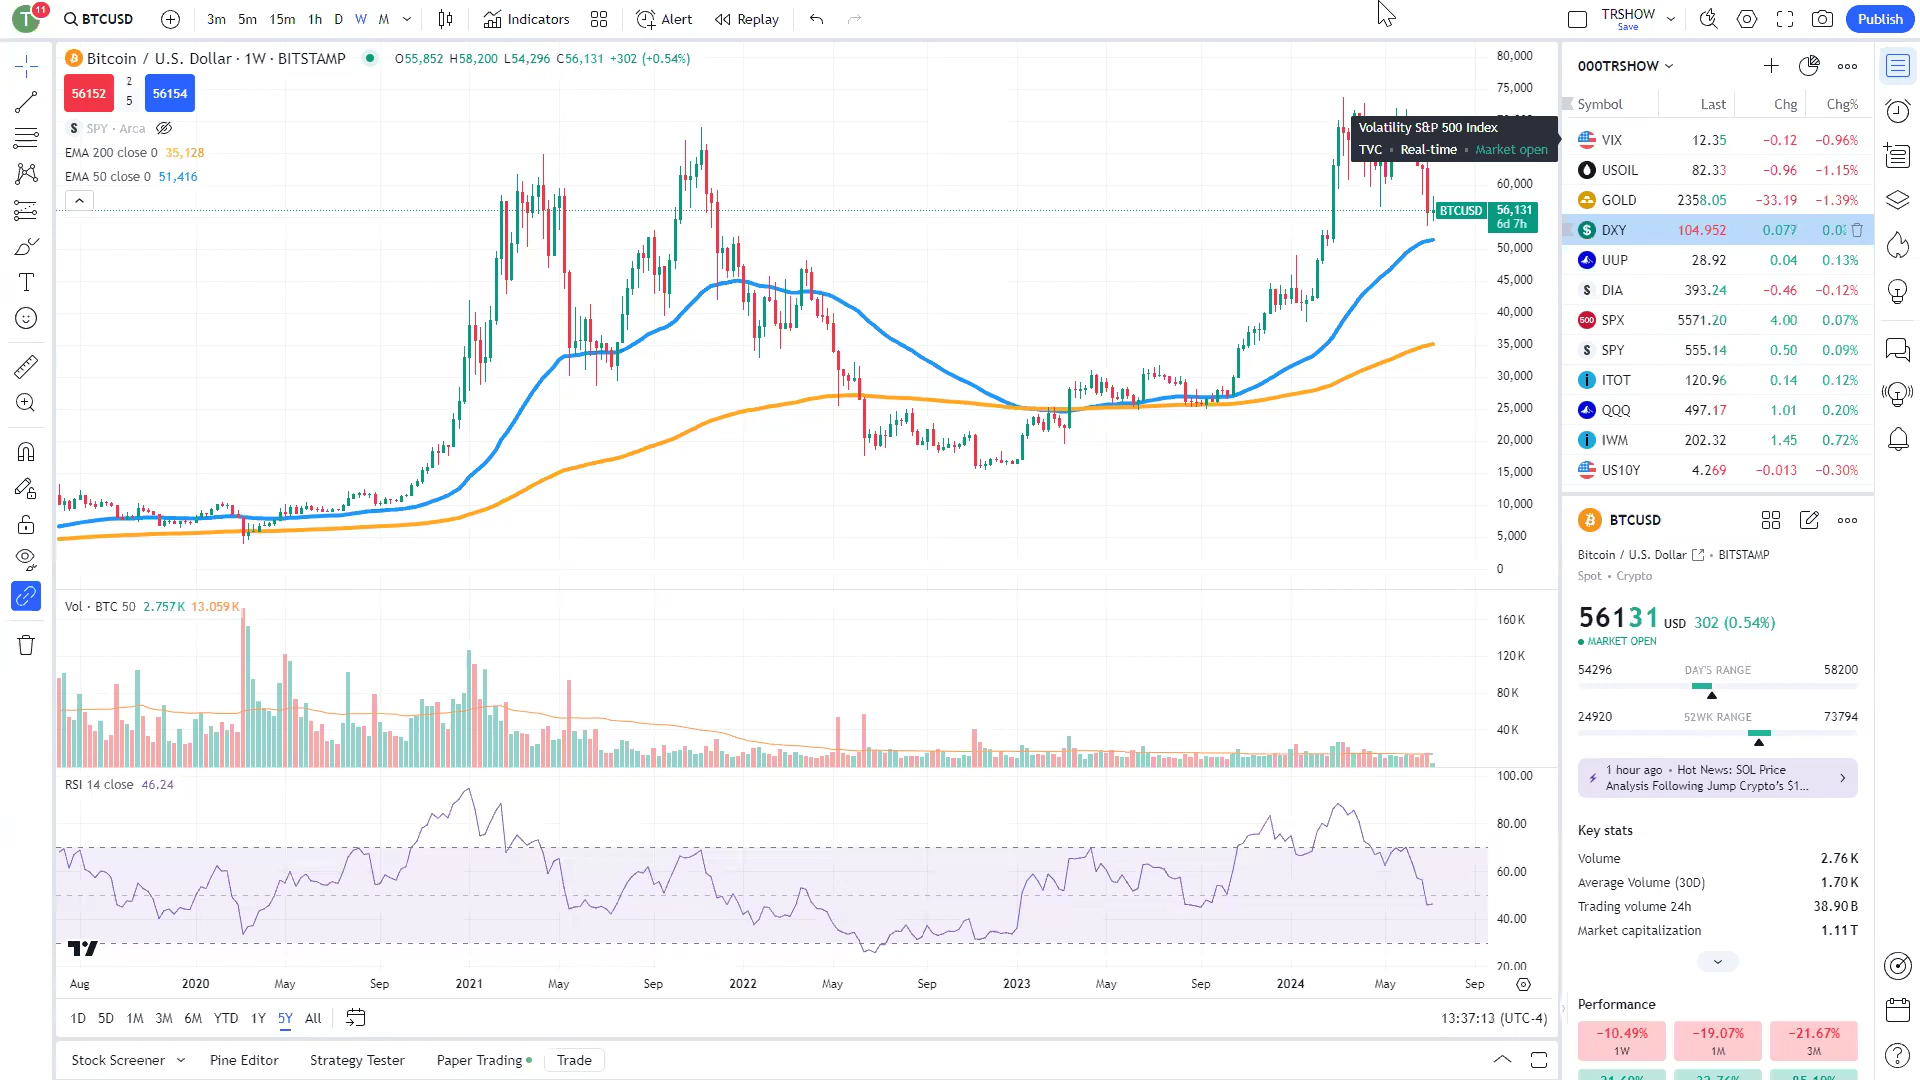 T
11
BTCUSD
3m 5m 15m 1h D W M
Indicators
Alert
Replay
TRSHOW
Save
Publish
Bitcoin / U.S. Dollar · 1W · BITSTAMP
O55,852 H58,200 L54,296 C56,131 +302 (+0.54%)
56152
2
5
56154
S SPY · Arca
EMA 200 close 0 35,128
EMA 50 close 0 51,416
Volatility S&P 500 Index
TVC • Real-time • Market open
80,000
75,000
60,000
BTCUSD 56,131
6d 7h
50,000
45,000
40,000
35,000
30,000
25,000
20,000
15,000
10,000
5,000
0
Vol · BTC 50 2.757K 13.059K
160K
120K
80K
40K
RSI 14 close 46.24
100.00
80.00
60.00
40.00
20.00
Aug 2020 May Sep 2021 May Sep 2022 May Sep 2023 May Sep 2024 May Sep
1D 5D 1M 3M 6M YTD 1Y 5Y All
13:37:13 (UTC-4)
Stock Screener Pine Editor Strategy Tester Paper Trading Trade
000TRSHOW
Symbol Last Chg Chg%
VIX 12.35 −0.12 −0.96%
USOIL 82.33 −0.96 −1.15%
GOLD 2358.05 −33.19 −1.39%
$ DXY 104.952 0.077
UUP 28.92 0.04 0.13%
S DIA 393.24 −0.46 −0.12%
500 SPX 5571.20 4.00 0.07%
S SPY 555.14 0.50 0.09%
i ITOT 120.96 0.14 0.12%
QQQ 497.17 1.01 0.20%
i IWM 202.32 1.45 0.72%
US10Y 4.269 −0.013 −0.30%
BTCUSD
Bitcoin / U.S. Dollar • BITSTAMP
Spot • Crypto
56131 USD 302 (0.54%)
MARKET OPEN
54296 DAY'S RANGE 58200
24920 52WK RANGE 73794
1 hour ago • Hot News: SOL Price
Analysis Following Jump Crypto's $1...
Key stats
Volume 2.76K
Average Volume (30D) 1.70K
Trading volume 24h 38.90B
Market capitalization 1.11T
Performance
−10.49% −19.07% −21.67%
1W 1M 3M